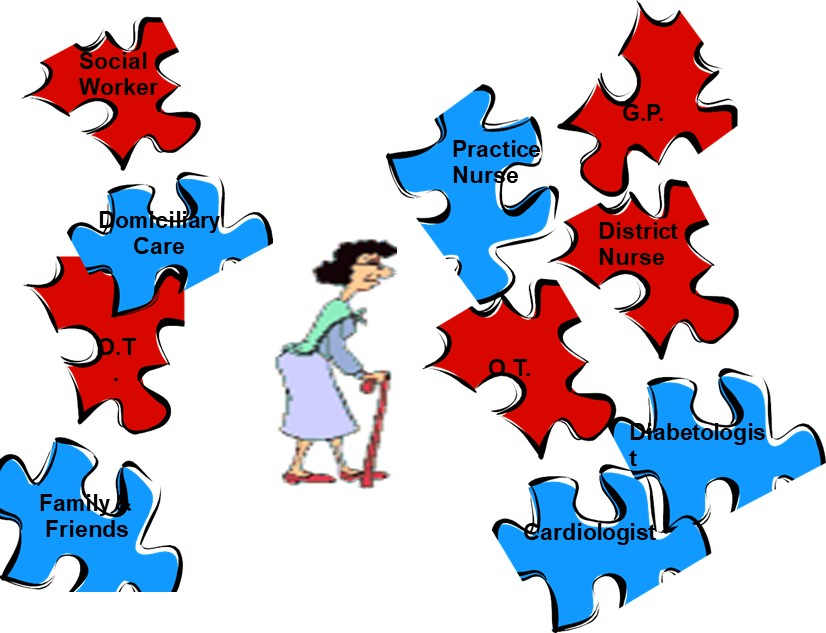 Social
Worker
Domiciliary
Care
O.T
.
Family &
Friends
G.P.
Practice
Nurse
District
Nurse
O.T.
Diabetologis
t
Cardiologist